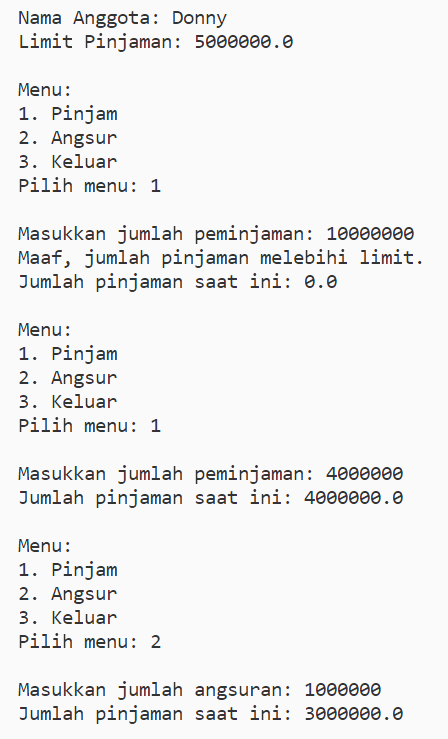 Nama Anggota: Donny
Limit Pinjaman: 5000000.0
Menu:
1. Pinjam
2. Angsur
3. Keluar
Pilih menu: 1
Masukkan jumlah peminjaman: 10000000
Maaf, jumlah pinjaman melebihi limit.
Jumlah pinjaman saat ini: 0.0
Menu:
1. Pinjam
2. Angsur
3. Keluar
Pilih menu: 1
Masukkan jumlah peminjaman: 4000000
Jumlah pinjaman saat ini: 4000000.0
Menu:
1. Pinjam
2. Angsur
3. Keluar
Pilih menu: 2
Masukkan jumlah angsuran: 1000000
Jumlah pinjaman saat ini: 3000000.0